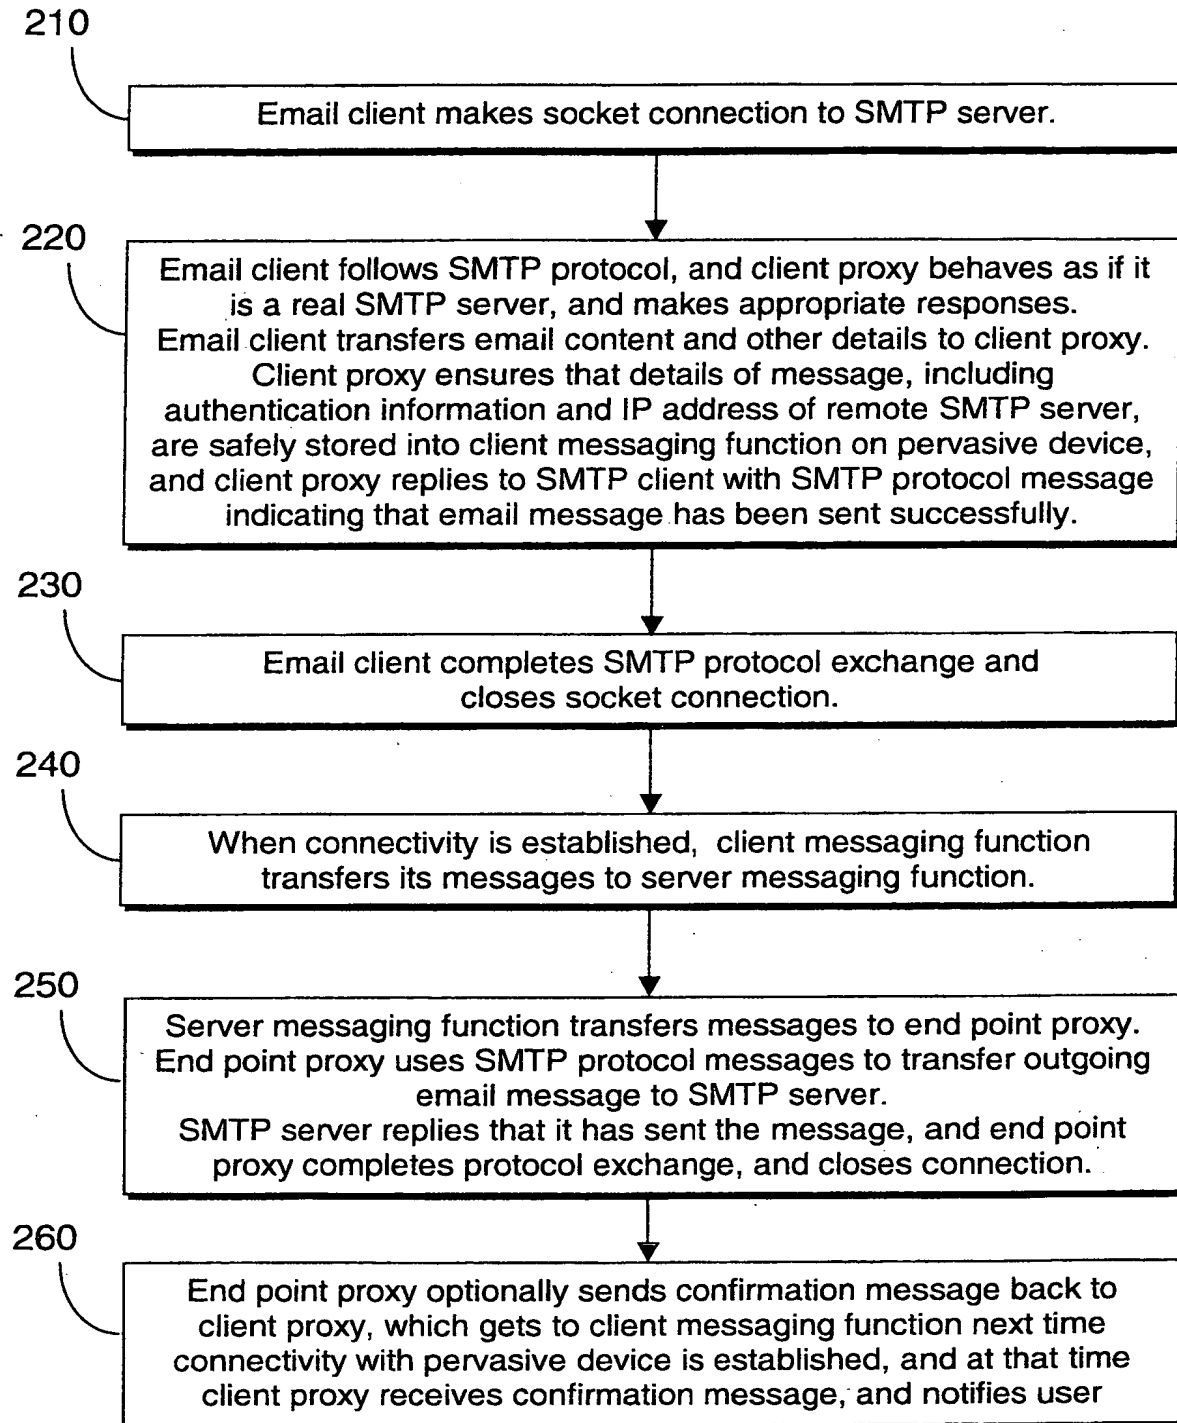 210
Email client makes socket connection to SMTP server.
220
Email client follows SMTP protocol, and client proxy behaves as if it
is a real SMTP server, and makes appropriate responses.
Email client transfers email content and other details to client proxy.
Client proxy ensures that details of message, including
authentication information and IP address of remote SMTP server,
are safely stored into client messaging function on pervasive device,
and client proxy replies to SMTP client with SMTP protocol message
indicating that email message has been sent successfully.
230
Email client completes SMTP protocol exchange and
closes socket connection.
240
When connectivity is established, client messaging function
transfers its messages to server messaging function.
250
Server messaging function transfers messages to end point proxy.
End point proxy uses SMTP protocol messages to transfer outgoing
email message to SMTP server.
SMTP server replies that it has sent the message, and end point
proxy completes protocol exchange, and closes connection.
260
End point proxy optionally sends confirmation message back to
client proxy, which gets to client messaging function next time
connectivity with pervasive device is established, and at that time
client proxy receives confirmation message, and notifies user